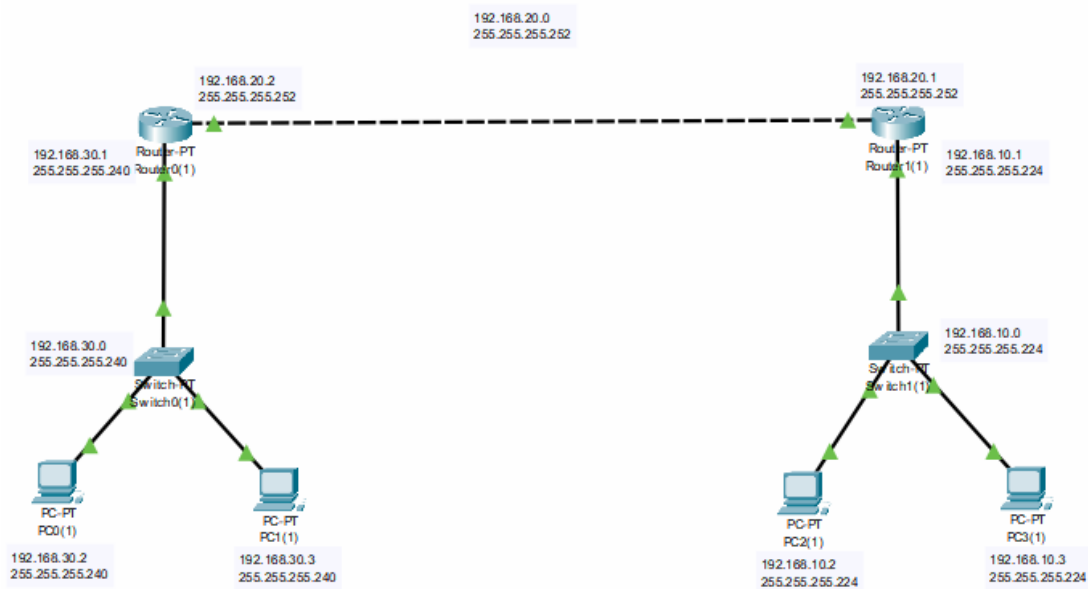 192.168.20.0
255.255.255.252
192.168.20.2
255.255.255.252
192.168.20.1
255.255.255.252
192.168.30.1
255.255.255.240
Router-PT
Router0(1)
Router-PT
Router1(1)
192.168.10.1
255.255.255.224
192.168.30.0
255.255.255.240
Switch-PT
Switch0(1)
192.168.10.0
255.255.255.224
Switch-PT
Switch1(1)
PC-PT
PC0(1)
PC-PT
PC1(1)
PC-PT
PC2(1)
PC-PT
PC3(1)
192.168.30.2
255.255.255.240
192.168.30.3
255.255.255.240
192.168.10.2
255.255.255.224
192.168.10.3
255.255.255.224